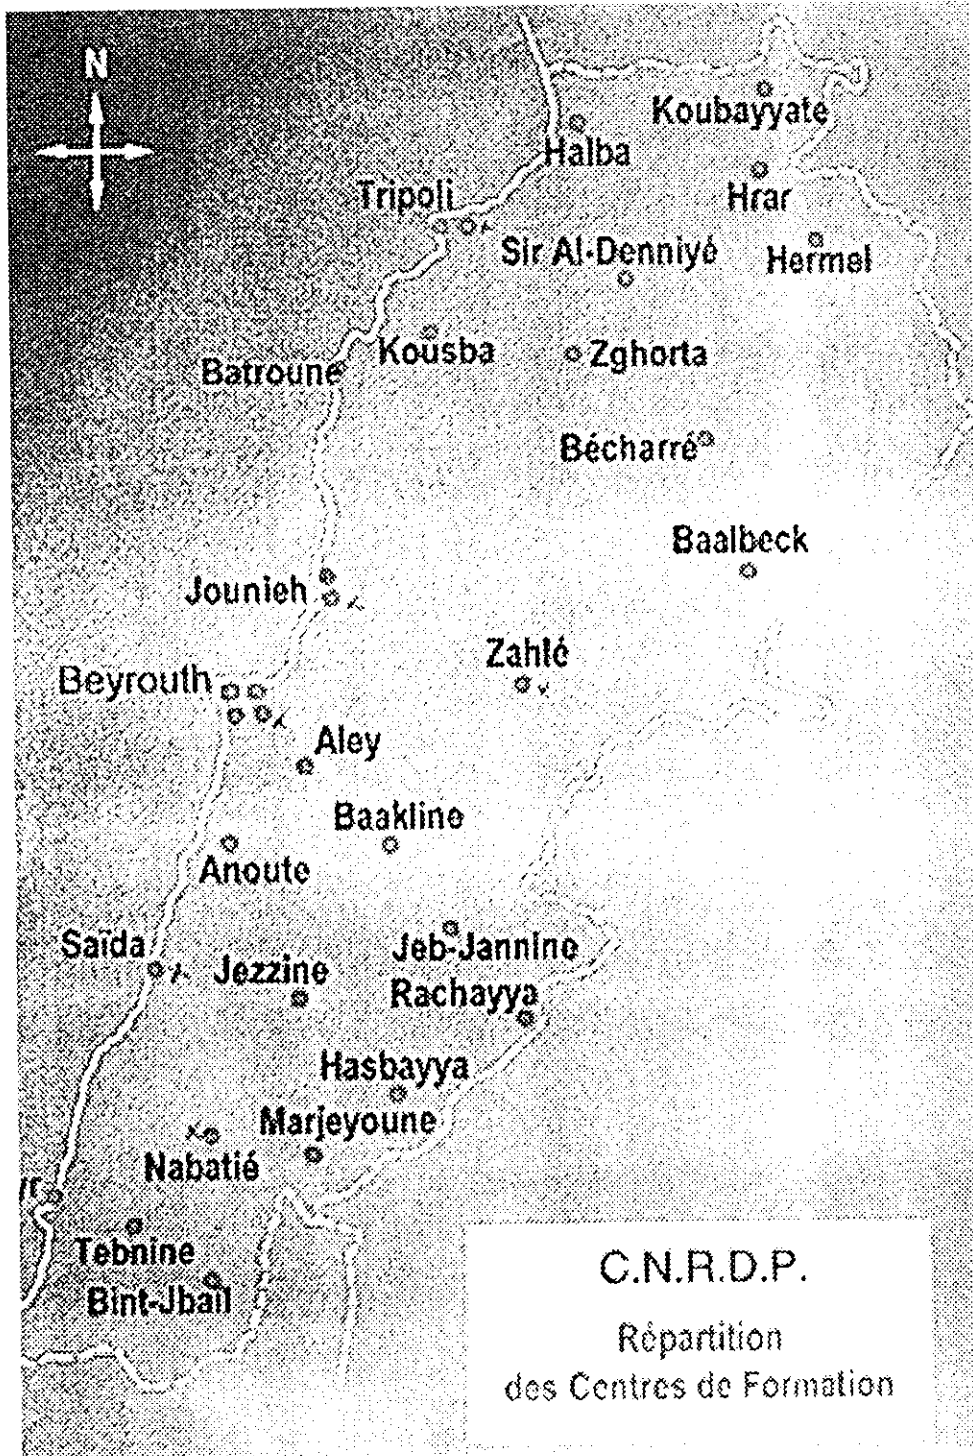 N
Koubayyate
Halba
Hrar
Tripoli
Sir Al-Denniyé
Hermel
Kousba
Zghorta
Batroune
Bécharré
Baalbeck
Jounieh
Zahlé
Beyrouth
Aley
Baakline
Anoute
Saïda
Jeb-Jannine
Jezzine
Rachayya
Hasbayya
Marjeyoune
Nabatié
yr
Tebnine
Bint-Jbail
C.N.R.D.P.
Répartition
des Centres de Formation